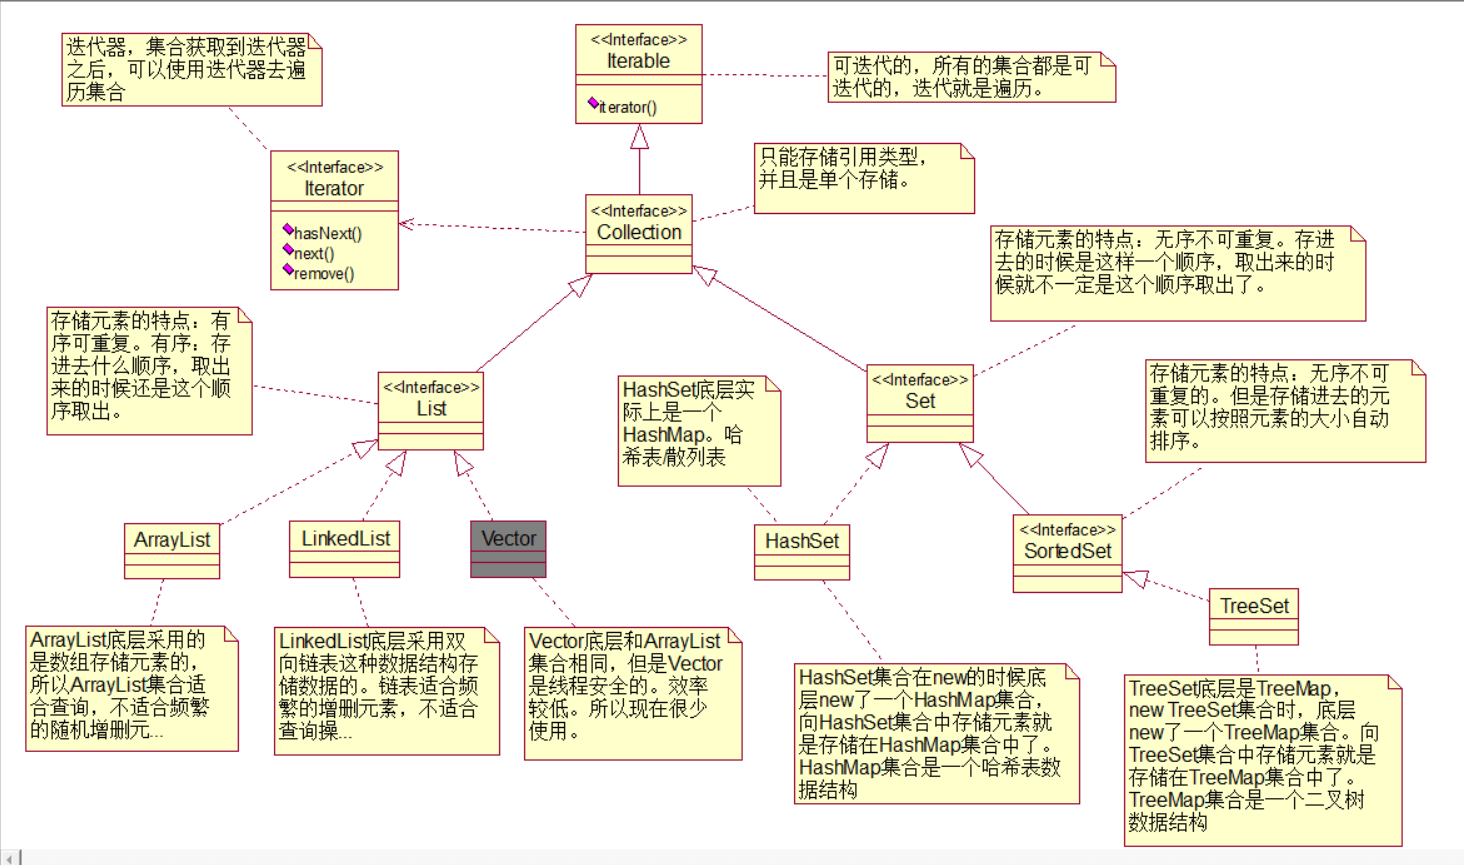 迭代器，集合获取到迭代器
之后，可以使用迭代器去遍
历集合
<<Interface>>
Iterable
iterator()
可迭代的，所有的集合都是可
迭代的，迭代就是遍历。
<<Interface>>
Iterator
hasNext()
next()
remove()
只能存储引用类型，
并且是单个存储。
<<Interface>>
Collection
存储元素的特点：无序不可重复。存进
去的时候是这样一个顺序，取出来的时
候就不一定是这个顺序取出了。
存储元素的特点：有
序可重复。有序：存
进去什么顺序，取出
来的时候还是这个顺
序取出。
<<Interface>>
List
HashSet底层实
际上是一个
HashMap。哈
希表/散列表
<<Interface>>
Set
存储元素的特点：无序不可
重复的。但是存储进去的元
素可以按照元素的大小自动
排序。
ArrayList
LinkedList
Vector
HashSet
<<Interface>>
SortedSet
TreeSet
ArrayList底层采用的
是数组存储元素的，
所以ArrayList集合适
合查询，不适合频繁
的随机增删元...
LinkedList底层采用双
向链表这种数据结构存
储数据的。链表适合频
繁的增删元素，不适合
查询操...
Vector底层和ArrayList
集合相同，但是Vector
是线程安全的。效率
较低。所以现在很少
使用。
HashSet集合在new的时候底
层new了一个HashMap集合，
向HashSet集合中存储元素就
是存储在HashMap集合中了。
HashMap集合是一个哈希表数
据结构
TreeSet底层是TreeMap，
new TreeSet集合时，底层
new了一个TreeMap集合。向
TreeSet集合中存储元素就是
存储在TreeMap集合中了。
TreeMap集合是一个二叉树
数据结构